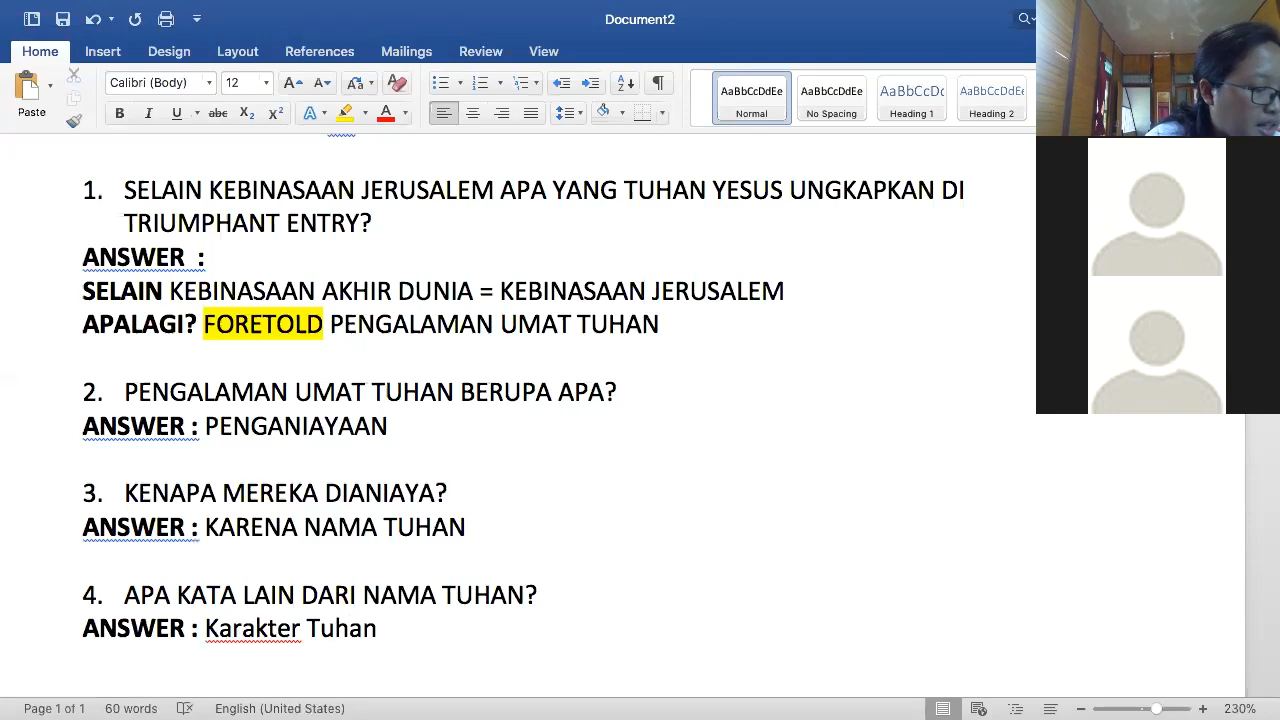 Document2
Home Insert Design Layout References Mailings Review View
Paste
Calibri (Body) 12
AaBbCcDdEe AaBbCcDdEe AaBbCcDc AaBbCcDdEe
Normal No Spacing Heading 1 Heading 2
1. SELAIN KEBINASAAN JERUSALEM APA YANG TUHAN YESUS UNGKAPKAN DI
TRIUMPHANT ENTRY?
ANSWER :
SELAIN KEBINASAAN AKHIR DUNIA = KEBINASAAN JERUSALEM
APALAGI? FORETOLD PENGALAMAN UMAT TUHAN
2. PENGALAMAN UMAT TUHAN BERUPA APA?
ANSWER : PENGANIAYAAN
3. KENAPA MEREKA DIANIAYA?
ANSWER : KARENA NAMA TUHAN
4. APA KATA LAIN DARI NAMA TUHAN?
ANSWER : Karakter Tuhan
Page 1 of 1 60 words English (United States) 230%